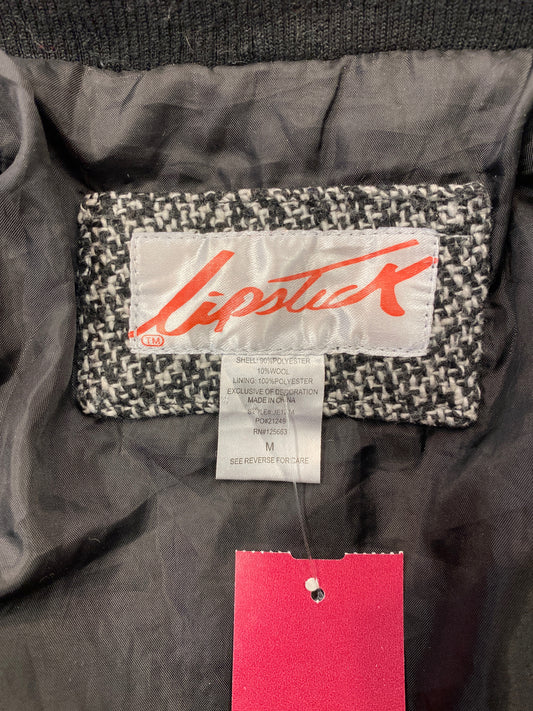 Lipstick
TM
SHELL: 90%POLYESTER
10%WOOL
LINING: 100%POLYESTER
EXCLUSIVE OF DECORATION
MADE IN CHINA
PO#21249
RN#125663
M
SEE REVERSE FOR CARE